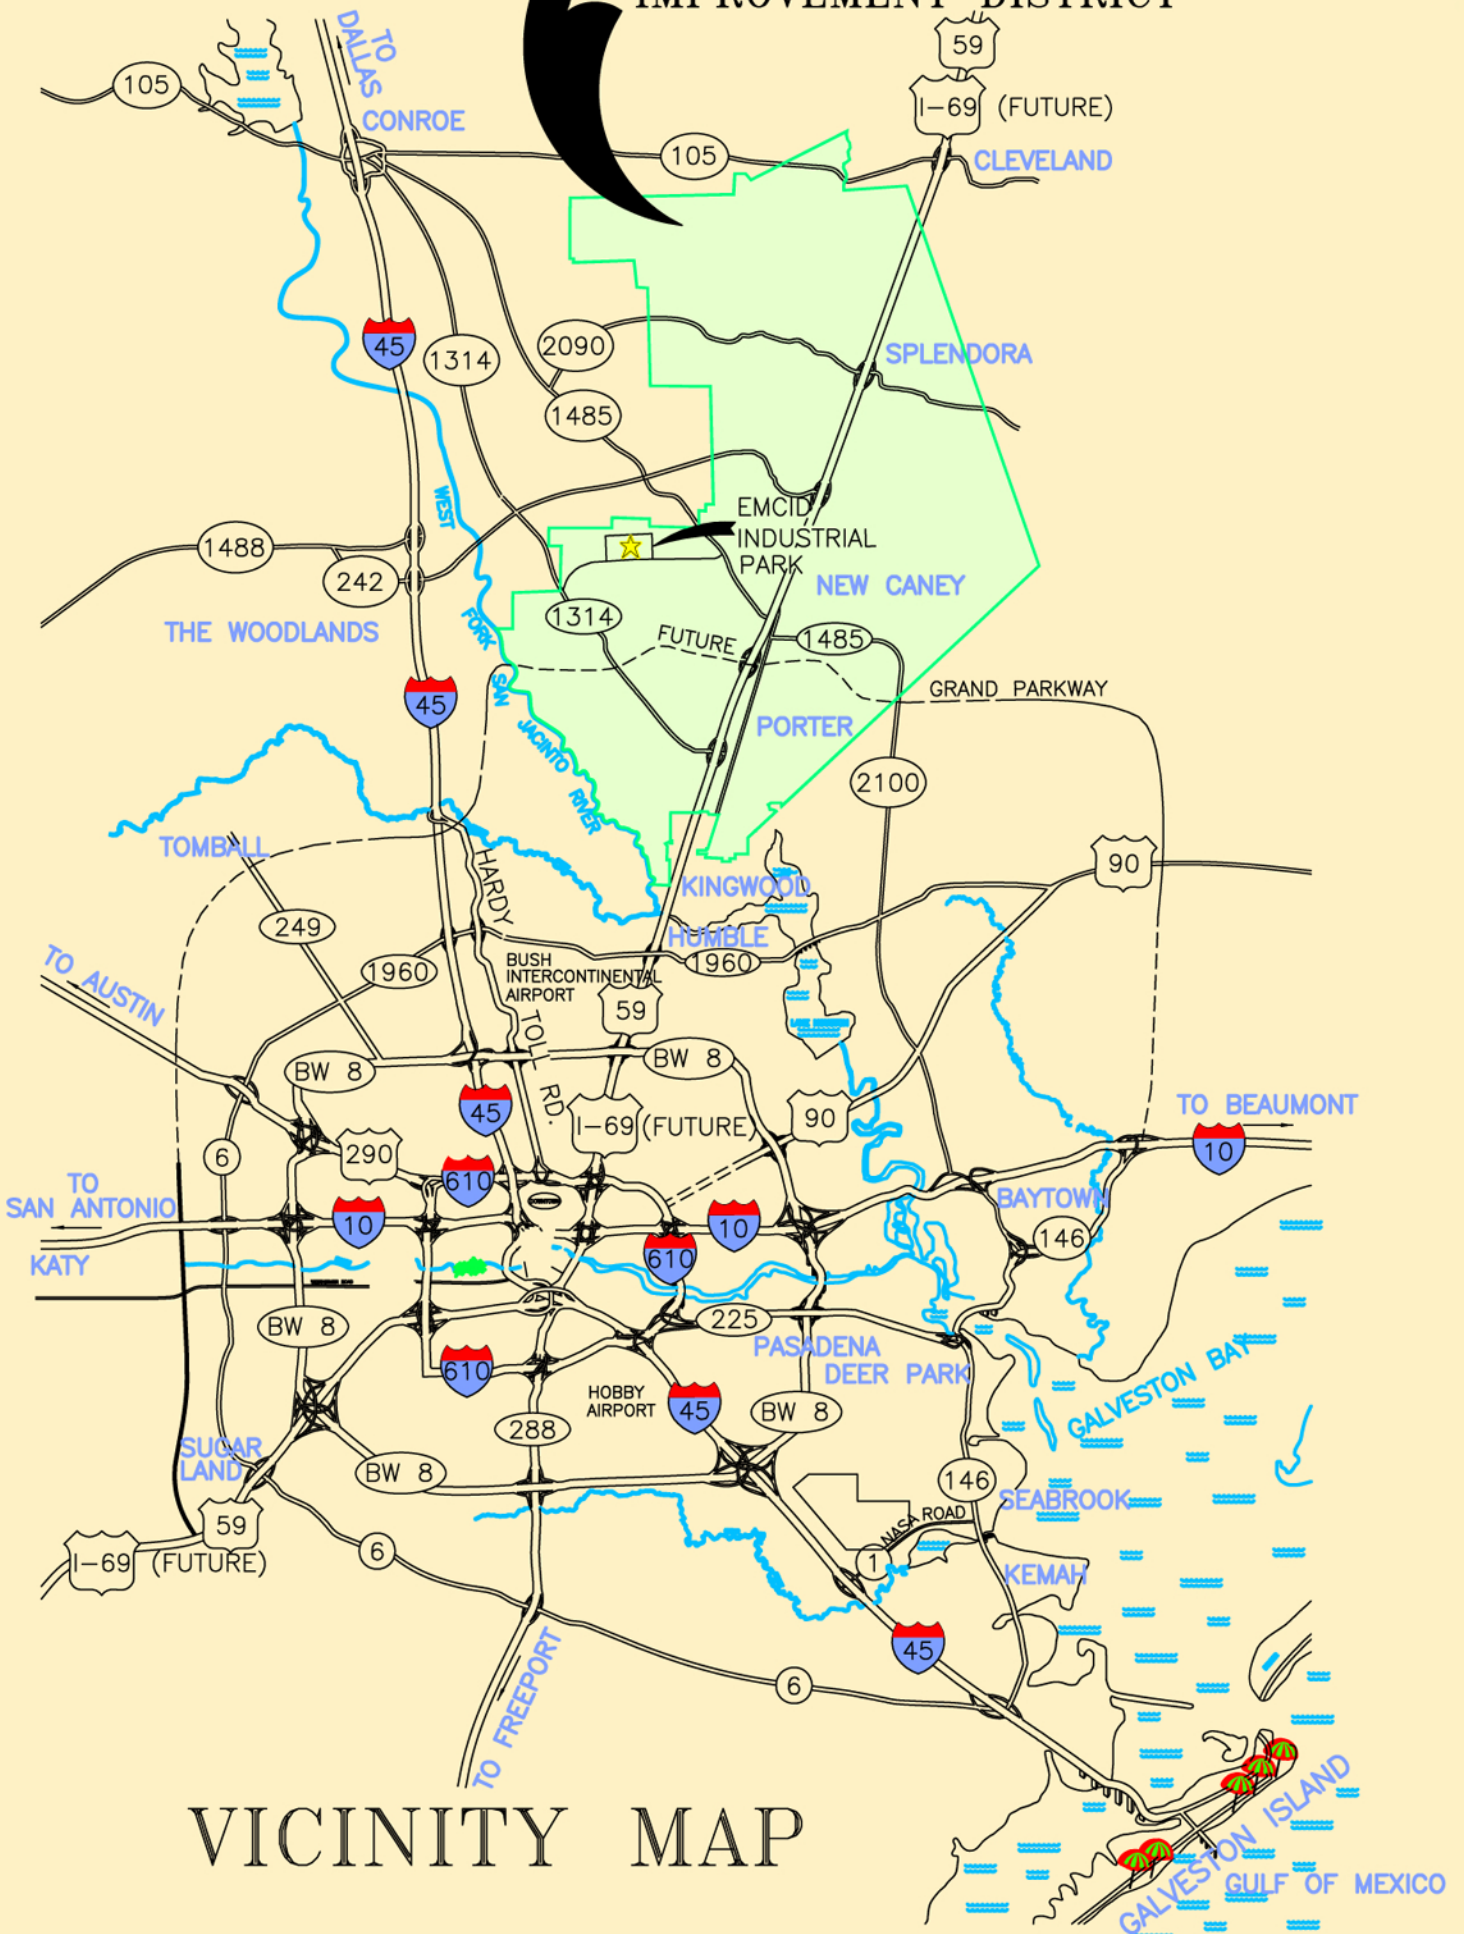 IMPROVEMENT DISTRICT
59
TO
DALLAS
105
I-69 (FUTURE)
CONROE
105
CLEVELAND
45
1314
2090
SPLENDORA
1485
WEST
EMCID
INDUSTRIAL
PARK
1488
242
NEW CANEY
THE WOODLANDS
1314
FORK
FUTURE
1485
SAN
45
GRAND PARKWAY
JACINTO
PORTER
RIVER
2100
TOMBALL
HARDY
90
KINGWOOD
249
HUMBLE
1960
1960
BUSH
INTERCONTINENTAL
AIRPORT
TO AUSTIN
59
TOLL RD.
BW 8
BW 8
45
I-69 (FUTURE)
90
TO BEAUMONT
10
6
290
610
TO
SAN ANTONIO
10
DOWNTOWN
10
BAYTOWN
146
KATY
610
BW 8
225
PASADENA
DEER PARK
610
GALVESTON BAY
HOBBY
AIRPORT
45
BW 8
288
SUGAR
LAND
BW 8
146
SEABROOK
59
NASA ROAD
1
I-69 (FUTURE)
6
KEMAH
45
TO FREEPORT
6
GALVESTON ISLAND
GULF OF MEXICO
VICINITY MAP